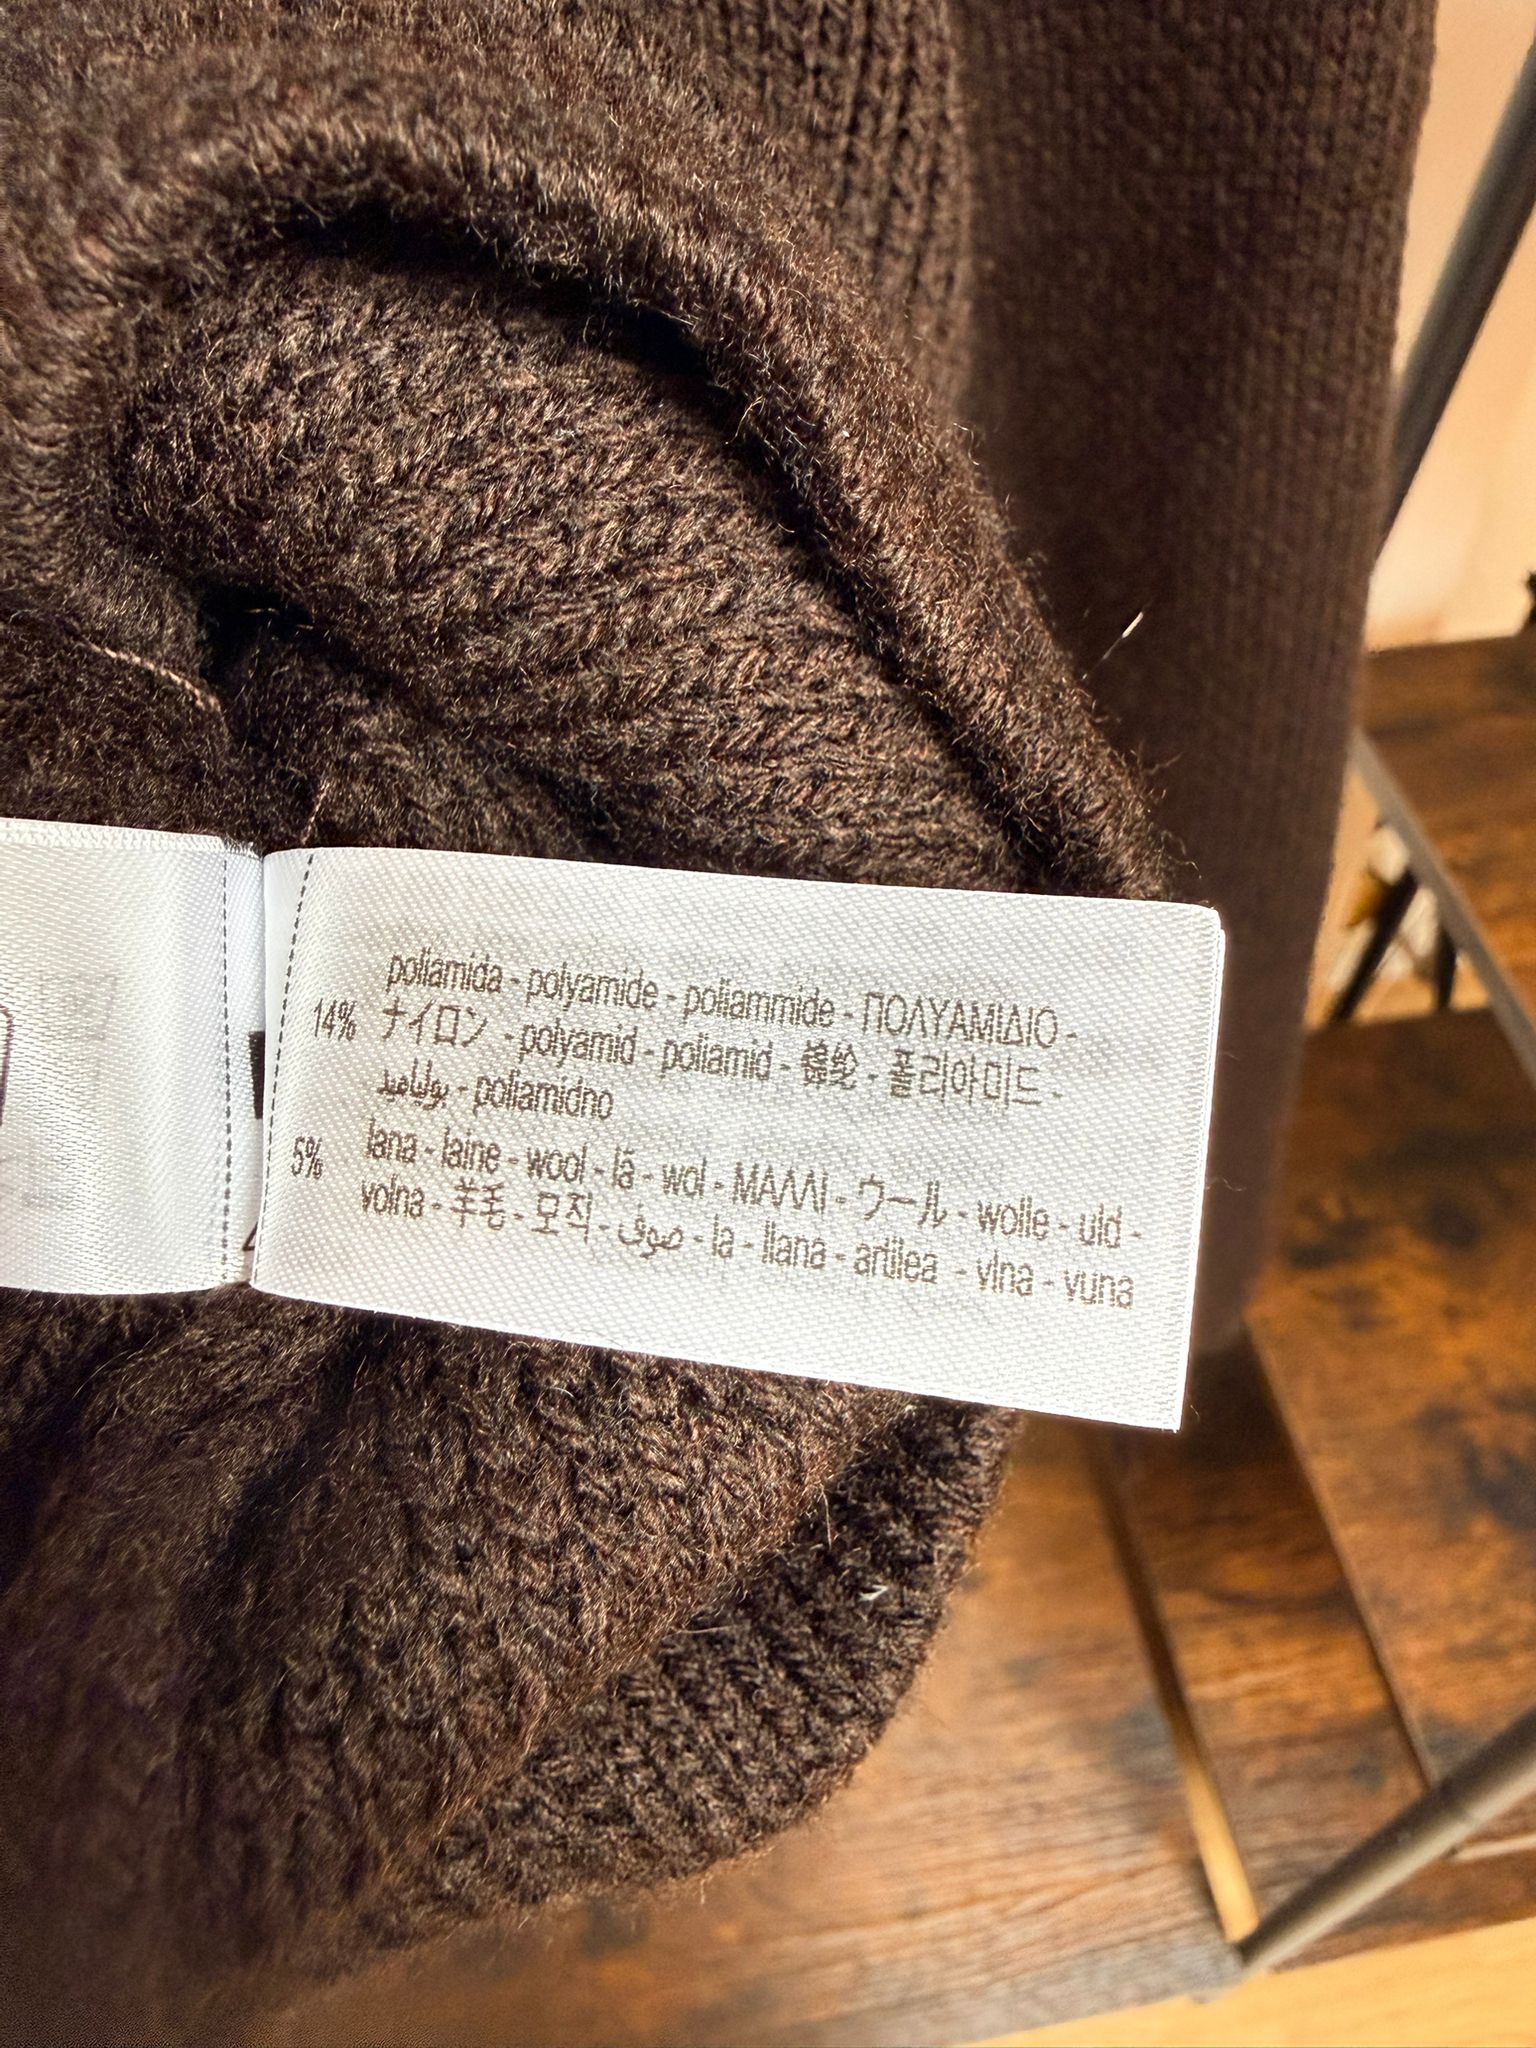 poliamida - polyamide - poliammide - ΠΟΛΥΑΜΙΔΙΟ -
14% ナイロン - polyamid - poliamid - 锦纶 - 폴리아미드 -
بولياميد - poliamidno
5% lana - laine - wool - lã - wol - ΜΑΛΛΙ - ウール - wolle - uld -
volna - 羊毛 - 모직 - صوف - la - llana - artilea - vlna - vuna